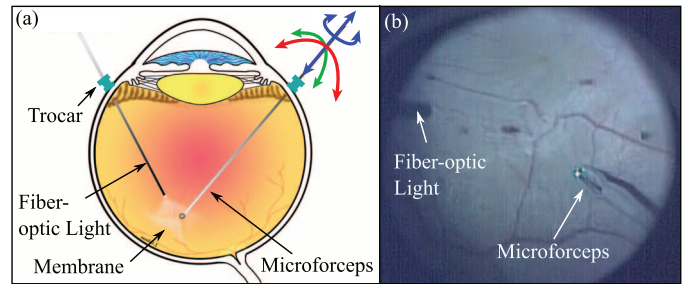 (a)
Trocar
Fiber-
optic Light
Membrane
Microforceps
(b)
Fiber-optic
Light
Microforceps